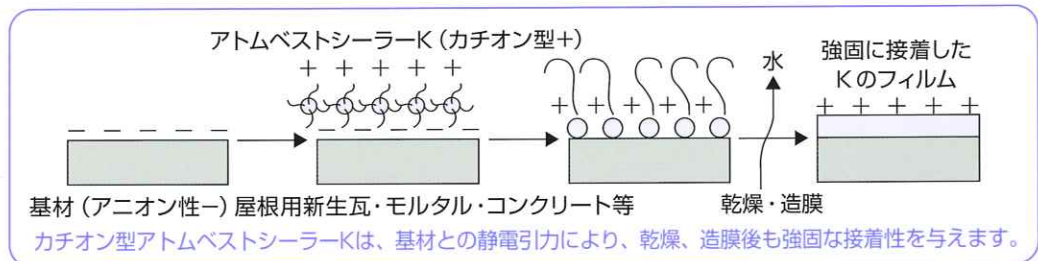 アトムベストシーラーK(カチオン型+)
+ + + + +
水
強固に接着した
Kのフィルム
+ + + + +
+ + + + +
− − − − −
− − − − − −
基材(アニオン性−)屋根用新生瓦・モルタル・コンクリート等
乾燥・造膜
カチオン型アトムベストシーラーKは、基材との静電引力により、乾燥、造膜後も強固な接着性を与えます。